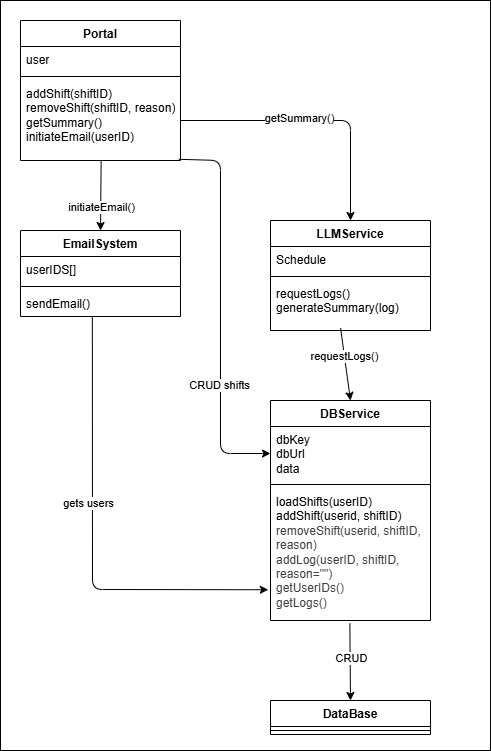 Portal
user
addShift(shiftID)
removeShift(shiftID, reason)
getSummary()
initiateEmail(userID)
getSummary()
initiateEmail()
EmailSystem
userIDS[]
sendEmail()
LLMService
Schedule
requestLogs()
generateSummary(log)
requestLogs()
CRUD shifts
DBService
dbKey
dbUrl
data
gets users
loadShifts(userID)
addShift(userid, shiftID)
removeShift(userid, shiftID,
reason)
addLog(userID, shiftID,
reason="")
getUserIDs()
getLogs()
CRUD
DataBase